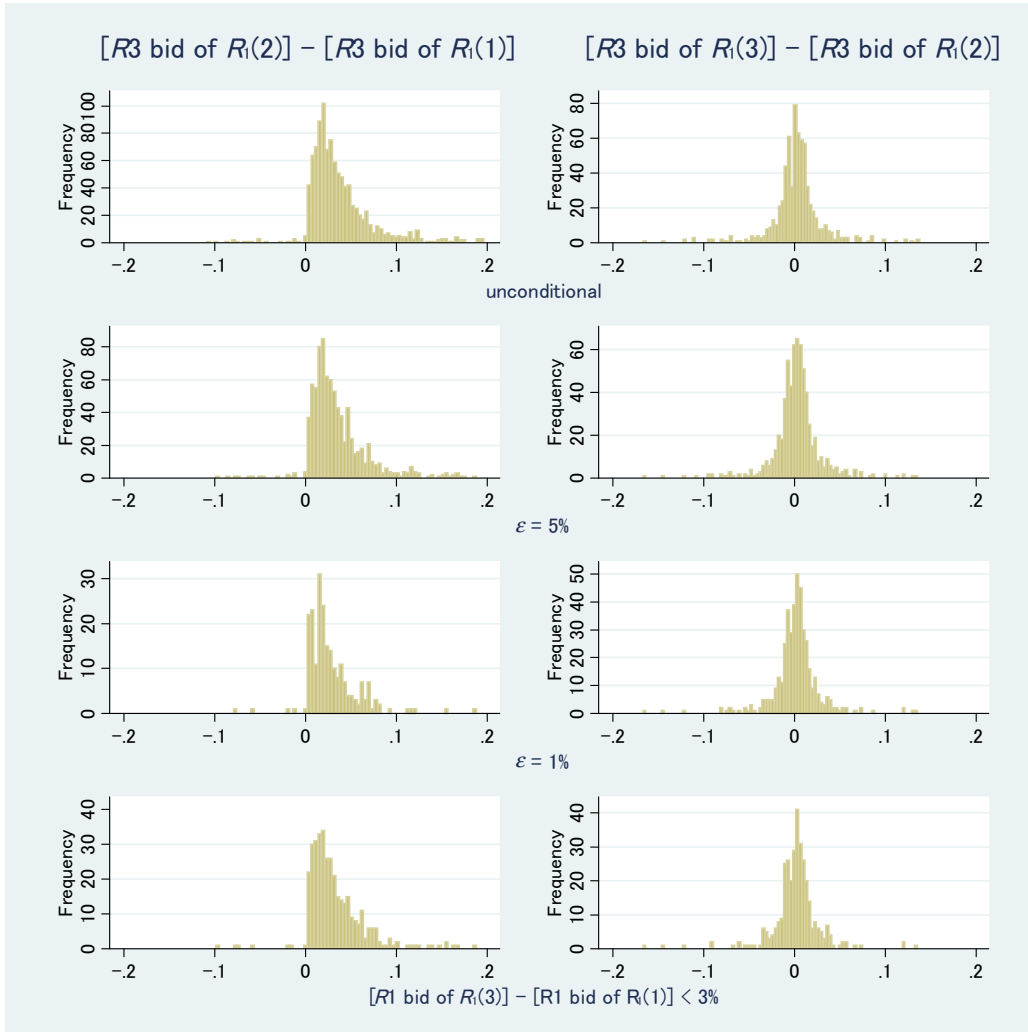 [R3 bid of R₁(2)] − [R3 bid of R₁(1)]
[R3 bid of R₁(3)] − [R3 bid of R₁(2)]
Frequency
0 20 40 60 80 100
−.2 −.1 0 .1 .2
Frequency
0 20 40 60 80
−.2 −.1 0 .1 .2
unconditional
Frequency
0 20 40 60 80
−.2 −.1 0 .1 .2
Frequency
0 20 40 60
−.2 −.1 0 .1 .2
ε = 5%
Frequency
0 10 20 30
−.2 −.1 0 .1 .2
Frequency
0 10 20 30 40 50
−.2 −.1 0 .1 .2
ε = 1%
Frequency
0 10 20 30 40
−.2 −.1 0 .1 .2
Frequency
0 10 20 30 40
−.2 −.1 0 .1 .2
[R1 bid of R₁(3)] − [R1 bid of R₁(1)] < 3%